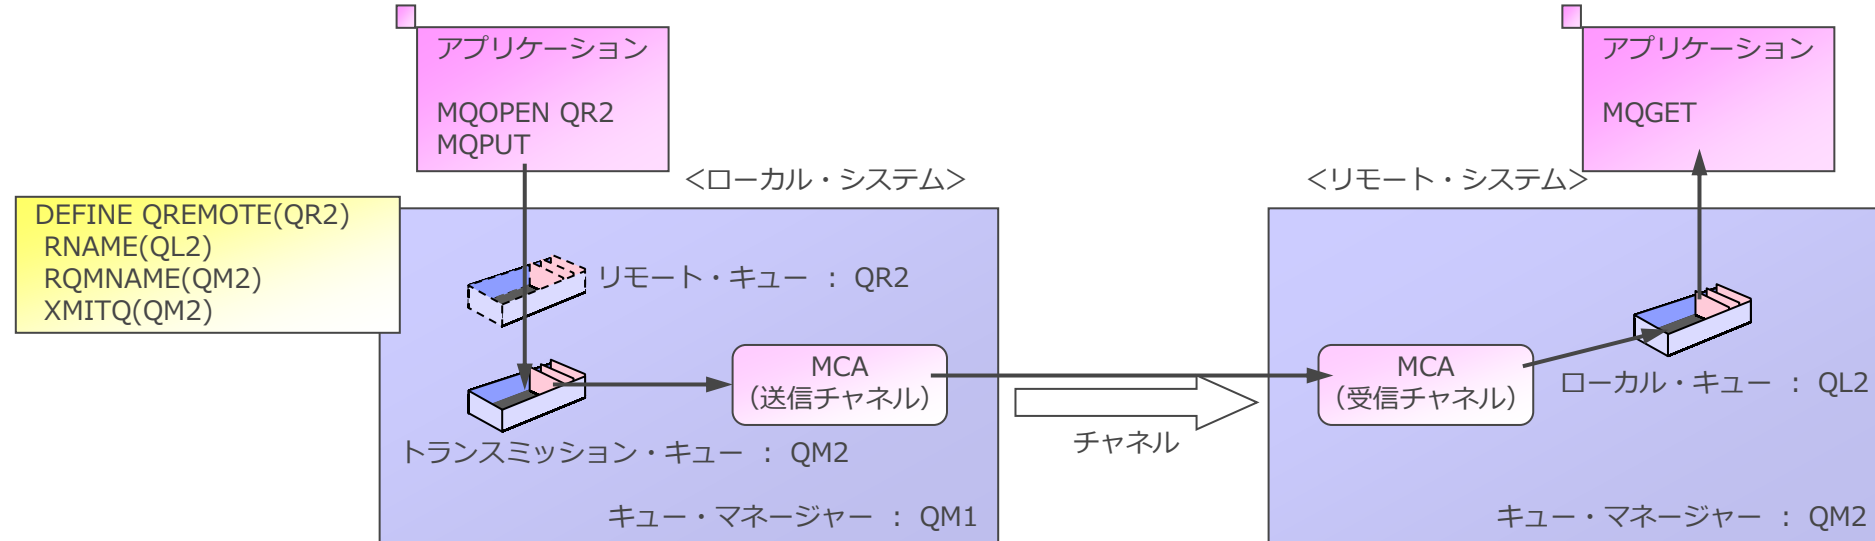 アプリケーション
MQOPEN QR2
MQPUT
アプリケーション
MQGET
<ローカル・システム>
<リモート・システム>
DEFINE QREMOTE(QR2)
RNAME(QL2)
RQMNAME(QM2)
XMITQ(QM2)
リモート・キュー : QR2
MCA
(送信チャネル)
トランスミッション・キュー : QM2
キュー・マネージャー : QM1
チャネル
MCA
(受信チャネル)
ローカル・キュー : QL2
キュー・マネージャー : QM2